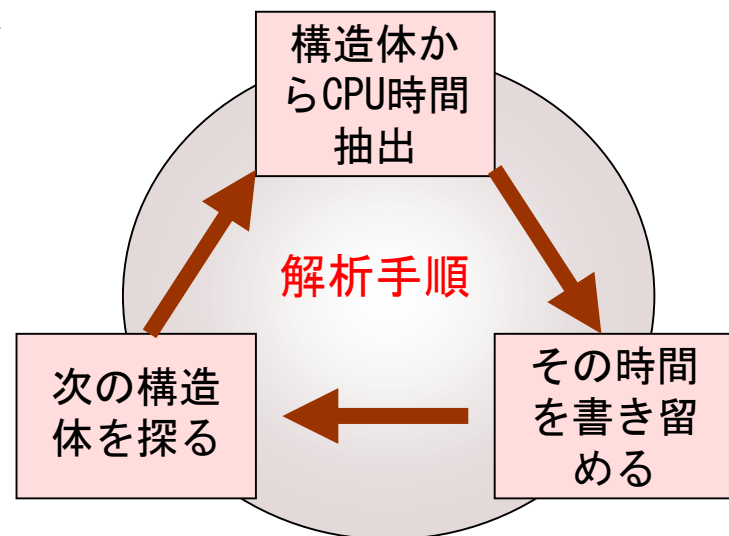 構造体か
らCPU時間
抽出
解析手順
次の構造
体を探る
その時間
を書き留
める